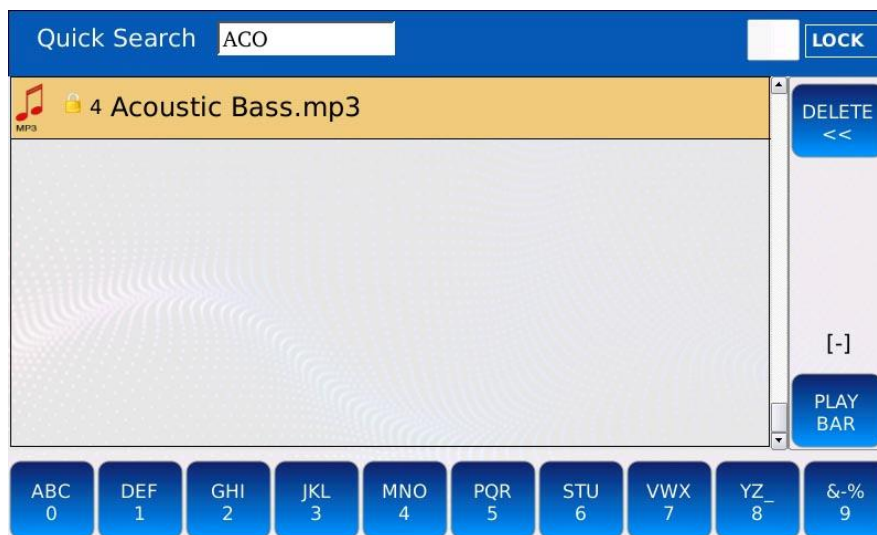 Quick Search ACO LOCK
MP3 4 Acoustic Bass.mp3
DELETE
<<
[-]
PLAY
BAR
ABC DEF GHI JKL MNO PQR STU VWX YZ_ &-%
0 1 2 3 4 5 6 7 8 9